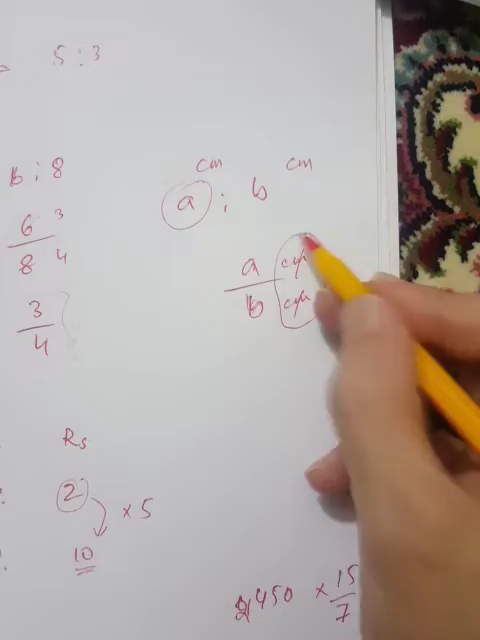 5 : 3
6 : 8
cm cm
a : b
6 3
8 4
a cm
b cm
3
4
Rs
2
× 5
10
2450 × 15
7